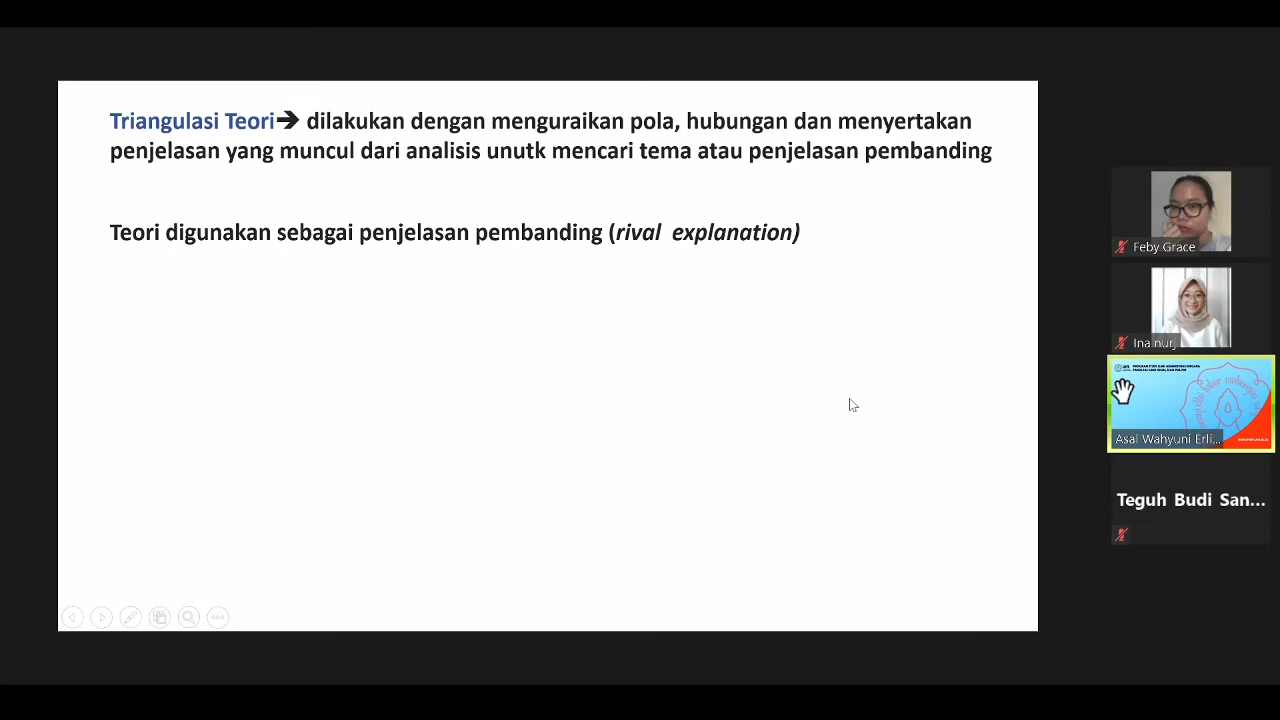 Triangulasi Teori➔ dilakukan dengan menguraikan pola, hubungan dan menyertakan
penjelasan yang muncul dari analisis unutk mencari tema atau penjelasan pembanding
Teori digunakan sebagai penjelasan pembanding (rival explanation)
Feby Grace
Ina nurj
Asal Wahyuni Erli...
Teguh Budi San...